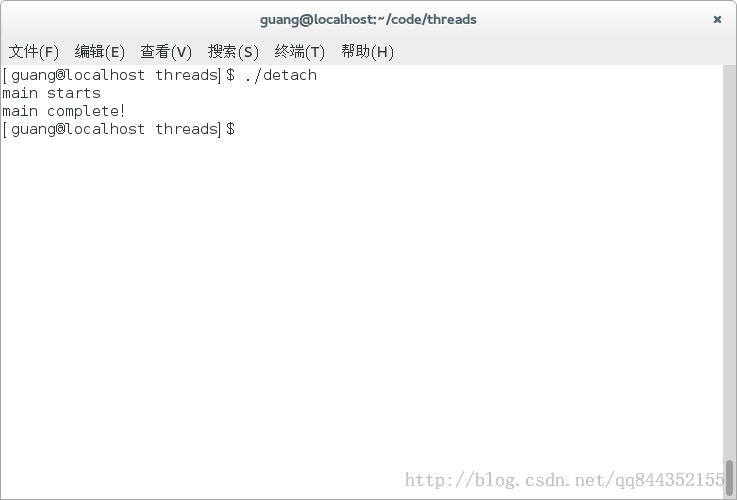 guang@localhost:~/code/threads
文件(F) 编辑(E) 查看(V) 搜索(S) 终端(T) 帮助(H)
[guang@localhost threads]$ ./detach
main starts
main complete!
[guang@localhost threads]$
http://blog.csdn.net/qq844352155